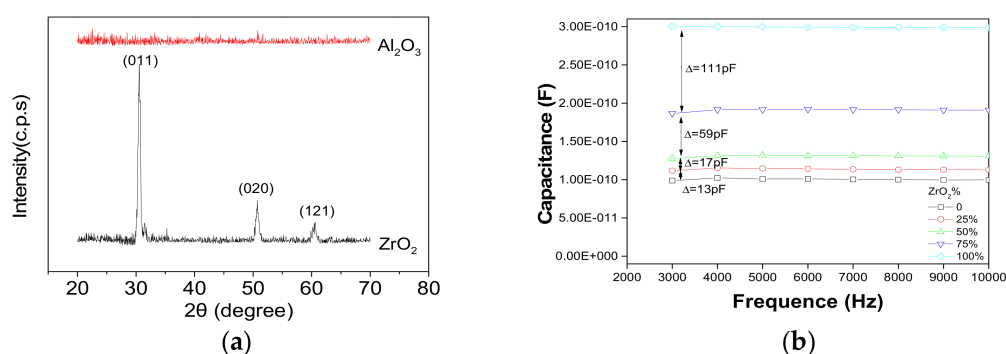 Al₂O₃
(011)
(020)
(121)
ZrO₂
Intensity(c.p.s)
20 30 40 50 60 70 80
2θ (degree)
(a)
3.00E-010
2.50E-010
2.00E-010
1.50E-010
1.00E-010
5.00E-011
0.00E+000
Capacitance (F)
Δ=111pF
Δ=59pF
Δ=17pF
Δ=13pF
ZrO₂%
0
25%
50%
75%
100%
2000 3000 4000 5000 6000 7000 8000 9000 10000
Frequence (Hz)
(b)